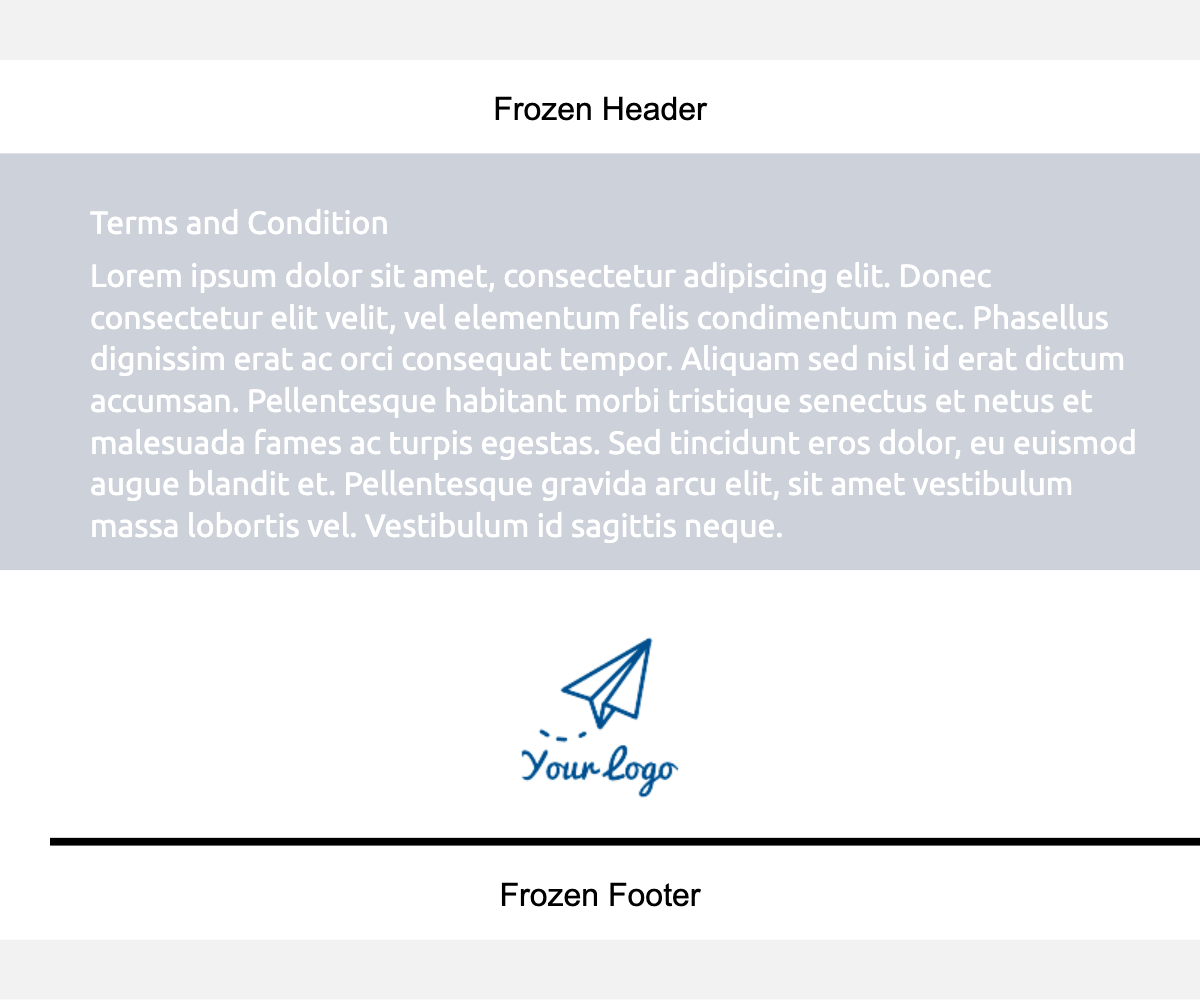 Frozen Header
Terms and Condition
Lorem ipsum dolor sit amet, consectetur adipiscing elit. Donec
consectetur elit velit, vel elementum felis condimentum nec. Phasellus
dignissim erat ac orci consequat tempor. Aliquam sed nisl id erat dictum
accumsan. Pellentesque habitant morbi tristique senectus et netus et
malesuada fames ac turpis egestas. Sed tincidunt eros dolor, eu euismod
augue blandit et. Pellentesque gravida arcu elit, sit amet vestibulum
massa lobortis vel. Vestibulum id sagittis neque.
Your Logo
Frozen Footer